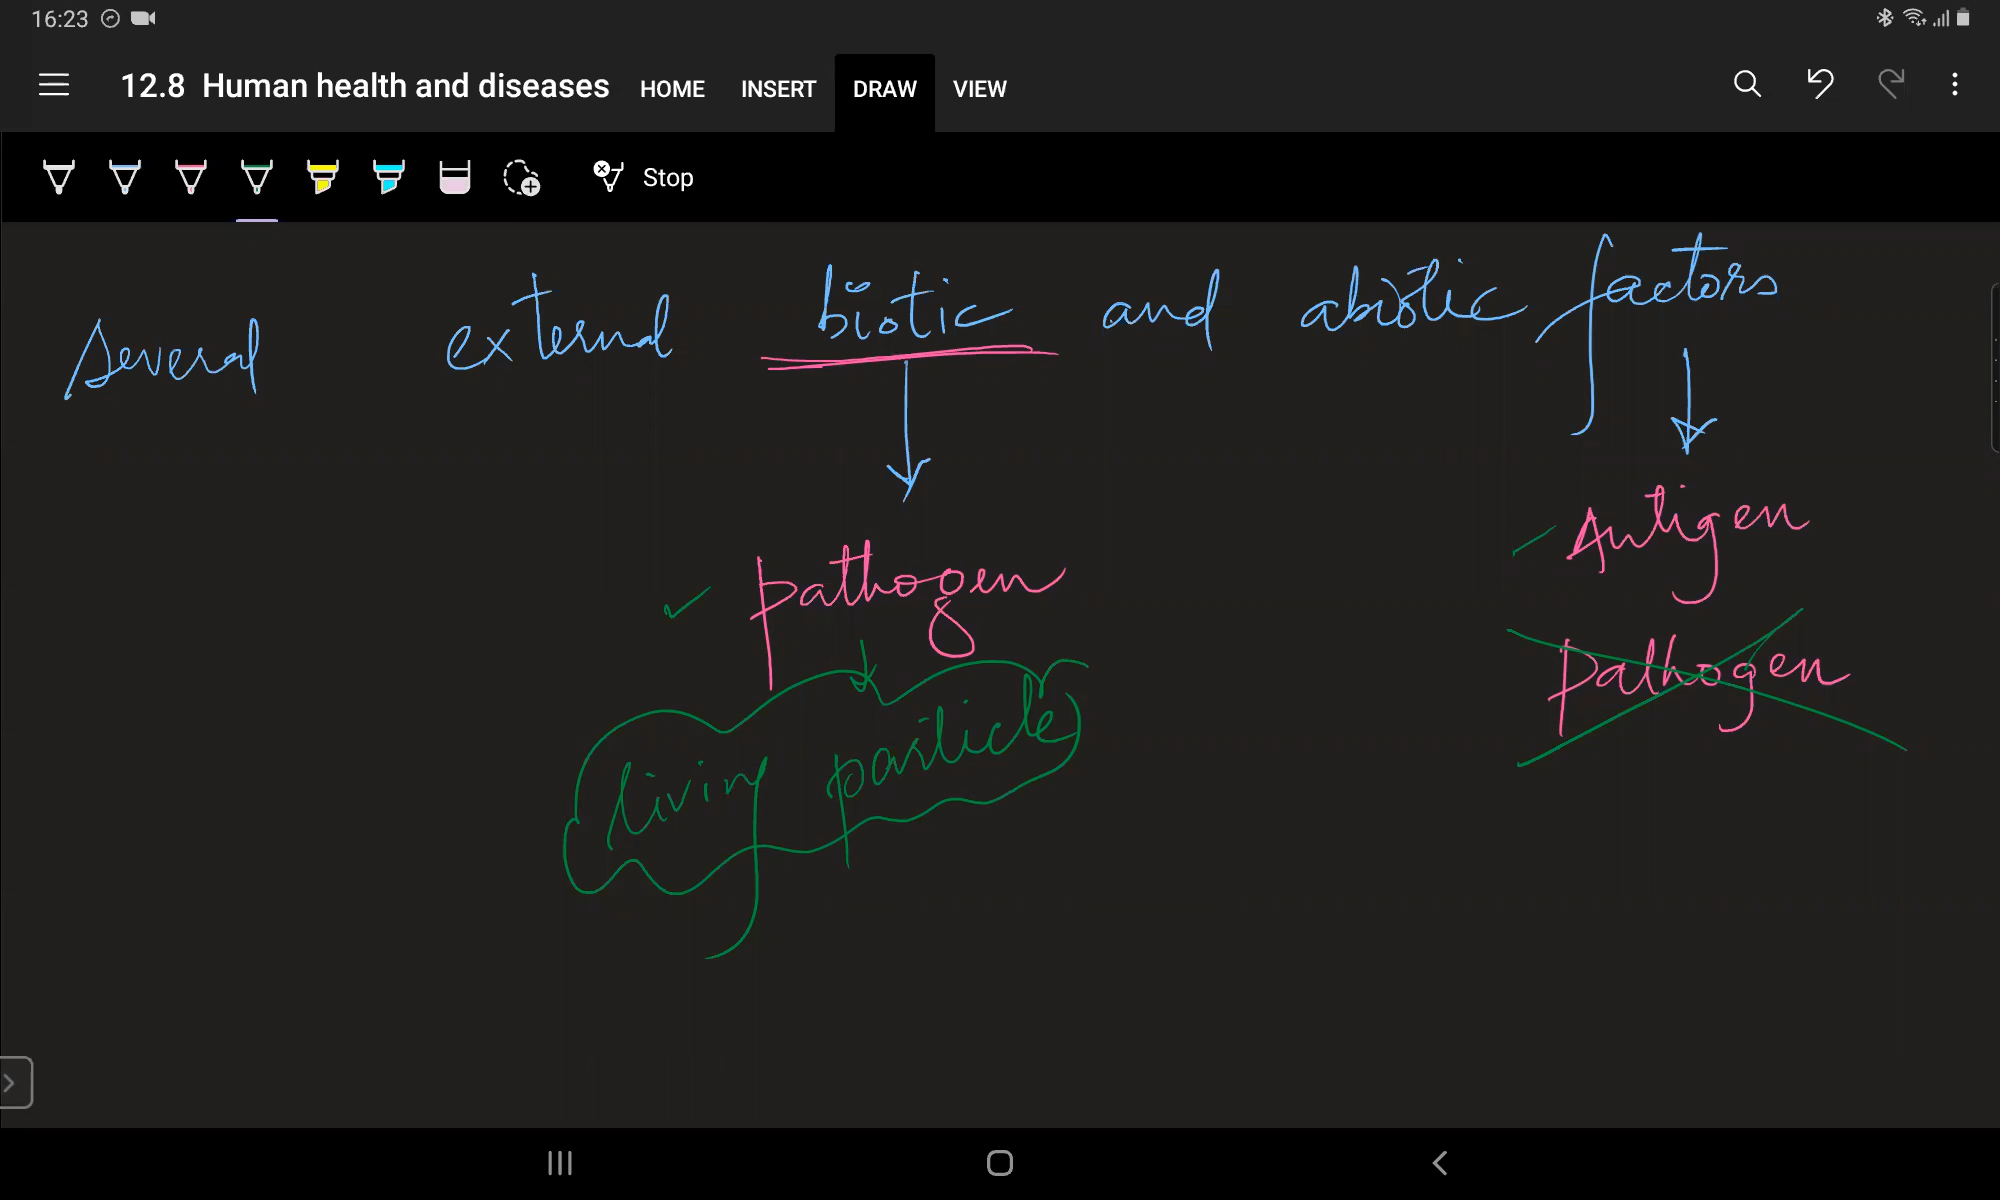 16:23
12.8 Human health and diseases HOME INSERT DRAW VIEW
Stop
Several external biotic and abiotic factors
pathogen Antigen
living particle pathogen